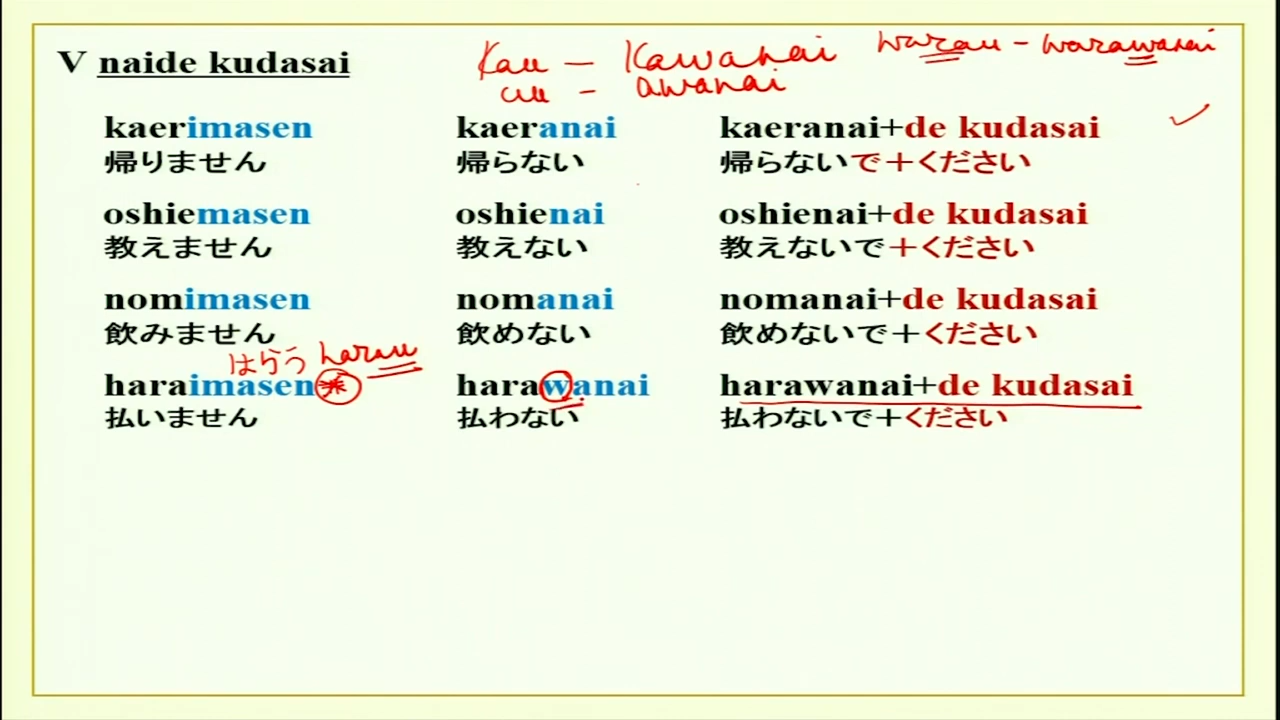 V naide kudasai
Kau - Kawanai
au - awanai
warau - warawanai
kaerimasen kaeranai kaeranai+de kudasai
帰りません 帰らない 帰らないで＋ください
oshiemasen oshienai oshienai+de kudasai
教えません 教えない 教えないで＋ください
nomimasen nomanai nomanai+de kudasai
飲みません 飲めない 飲めないで＋ください
はらう harau
haraimasen* harawanai harawanai+de kudasai
払いません 払わない 払わないで＋ください